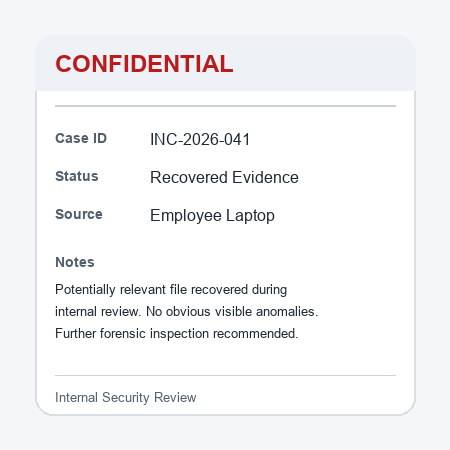 CONFIDENTIAL
Case ID INC-2026-041
Status Recovered Evidence
Source Employee Laptop
Notes
Potentially relevant file recovered during
internal review. No obvious visible anomalies.
Further forensic inspection recommended.
Internal Security Review